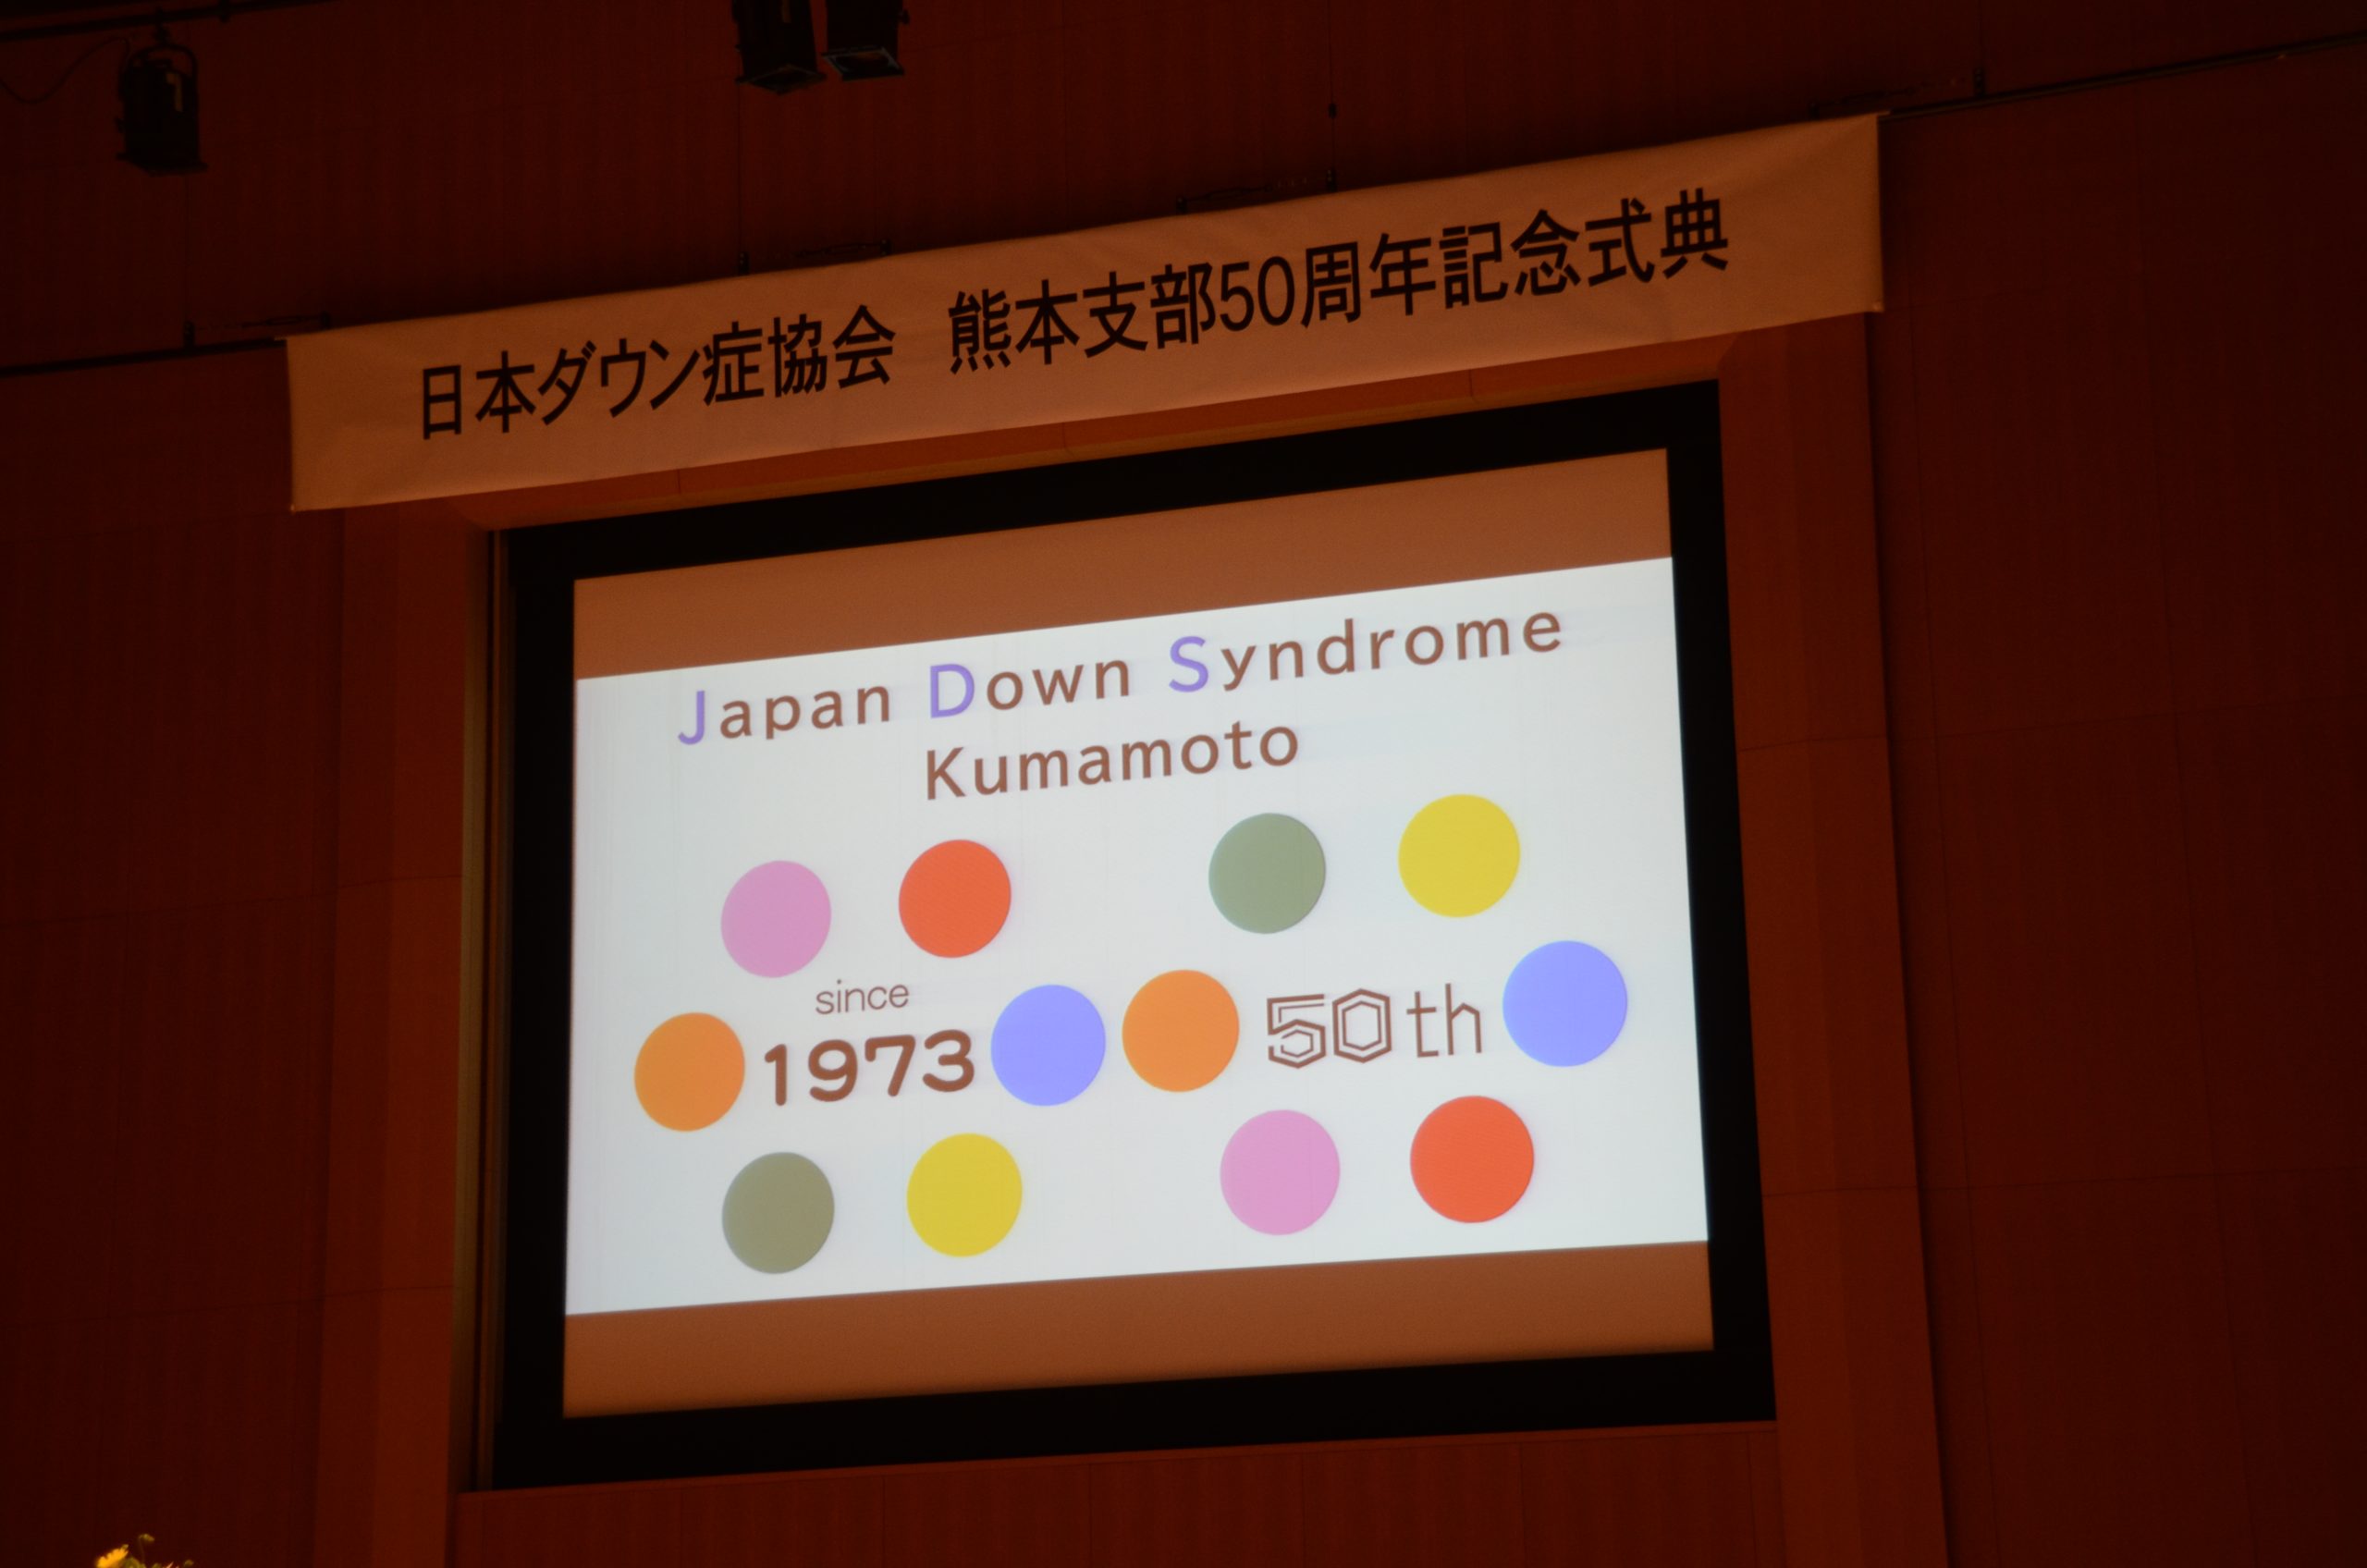 日本ダウン症協会　熊本支部50周年記念式典
Japan Down Syndrome
Kumamoto
since
1973
50th